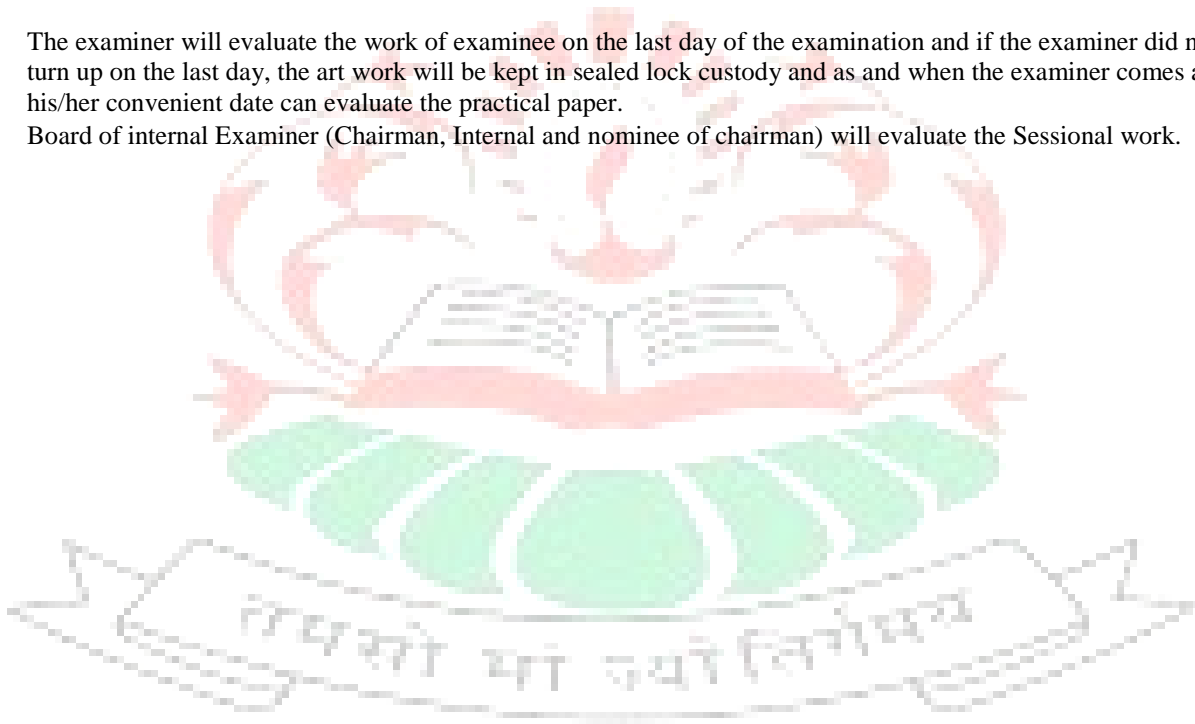 The examiner will evaluate the work of examinee on the last day of the examination and if the examiner did n
turn up on the last day, the art work will be kept in sealed lock custody and as and when the examiner comes a
his/her convenient date can evaluate the practical paper.
Board of internal Examiner (Chairman, Internal and nominee of chairman) will evaluate the Sessional work.